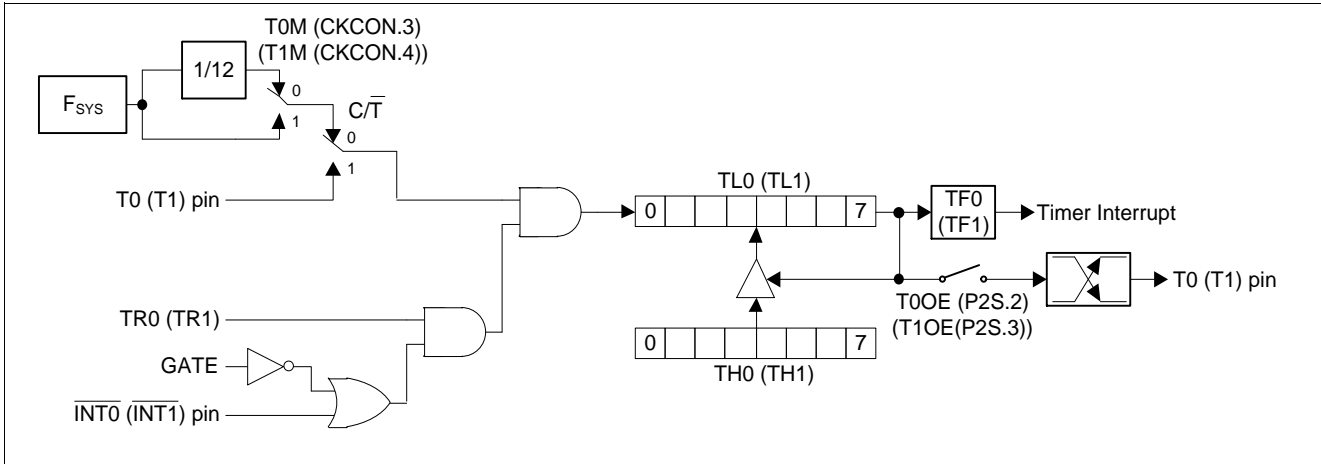 T0M (CKCON.3)
(T1M (CKCON.4))
1/12
FSYS
0
1
C/T̅
0
1
T0 (T1) pin
TL0 (TL1)
0 7
TF0
(TF1)
Timer Interrupt
T0 (T1) pin
T0OE (P2S.2)
(T1OE(P2S.3))
TR0 (TR1)
0 7
TH0 (TH1)
GATE
I̅N̅T̅0̅ (I̅N̅T̅1̅) pin